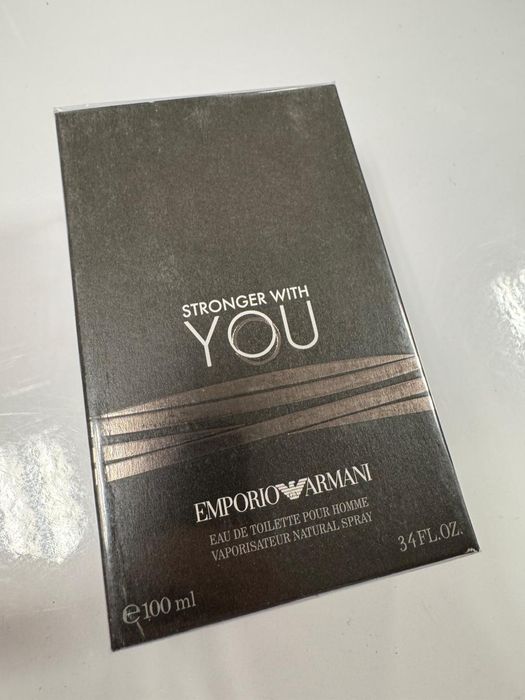 STRONGER WITH
YOU
EMPORIO ARMANI
EAU DE TOILETTE POUR HOMME
VAPORISATEUR NATURAL SPRAY
℮100 ml
3.4 FL.OZ.